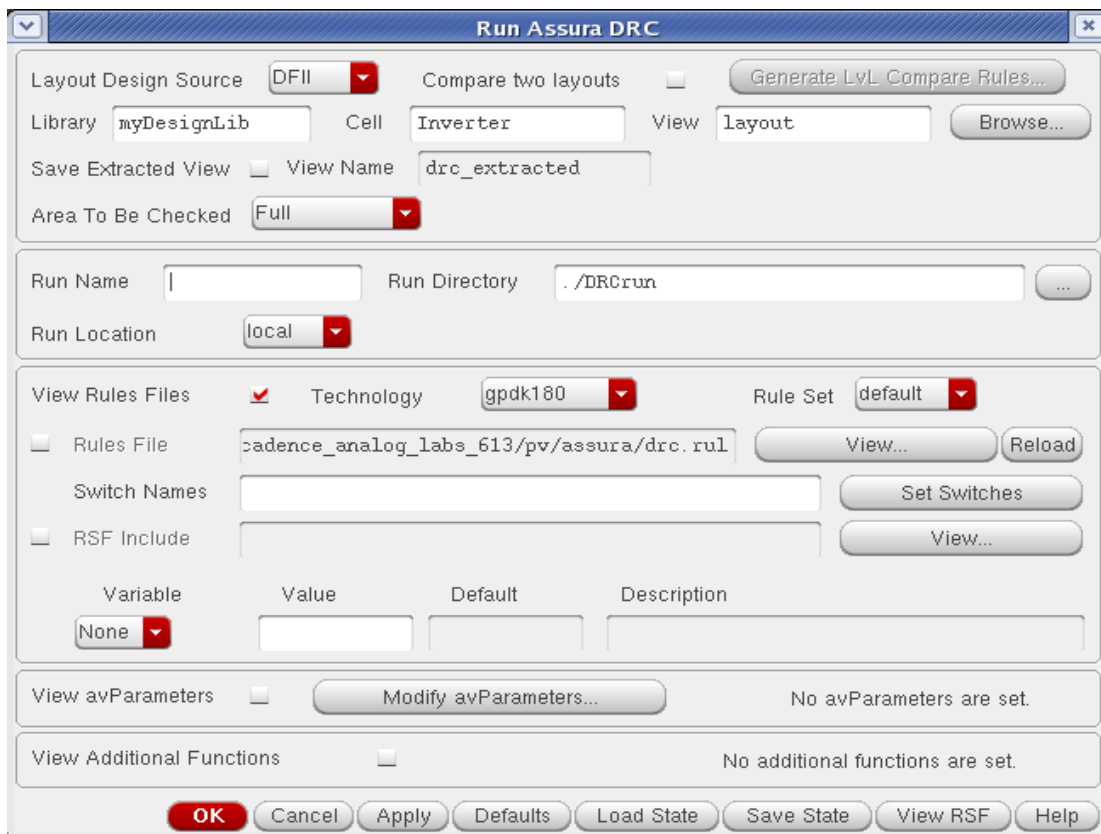 Run Assura DRC
Layout Design Source DFII Compare two layouts Generate LvL Compare Rules...
Library myDesignLib Cell Inverter View layout Browse...
Save Extracted View View Name drc_extracted
Area To Be Checked Full
Run Name Run Directory ./DRCrun ...
Run Location local
View Rules Files Technology gpdk180 Rule Set default
Rules File cadence_analog_labs_613/pv/assura/drc.rul View... Reload
Switch Names Set Switches
RSF Include View...
Variable Value Default Description
None
View avParameters Modify avParameters... No avParameters are set.
View Additional Functions No additional functions are set.
OK Cancel Apply Defaults Load State Save State View RSF Help